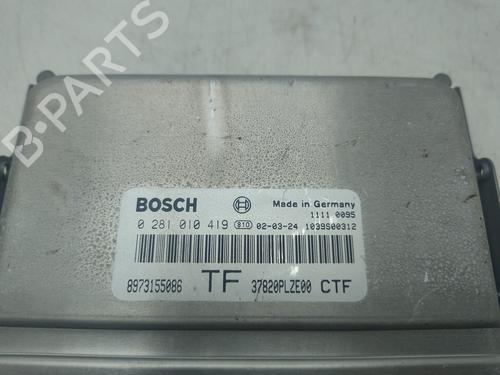 BOSCH Made in Germany
1111 0095
0 281 010 419 810 02-03-24 1039S00312
8973155086 TF 37820PLZE00 CTF
B-PARTS